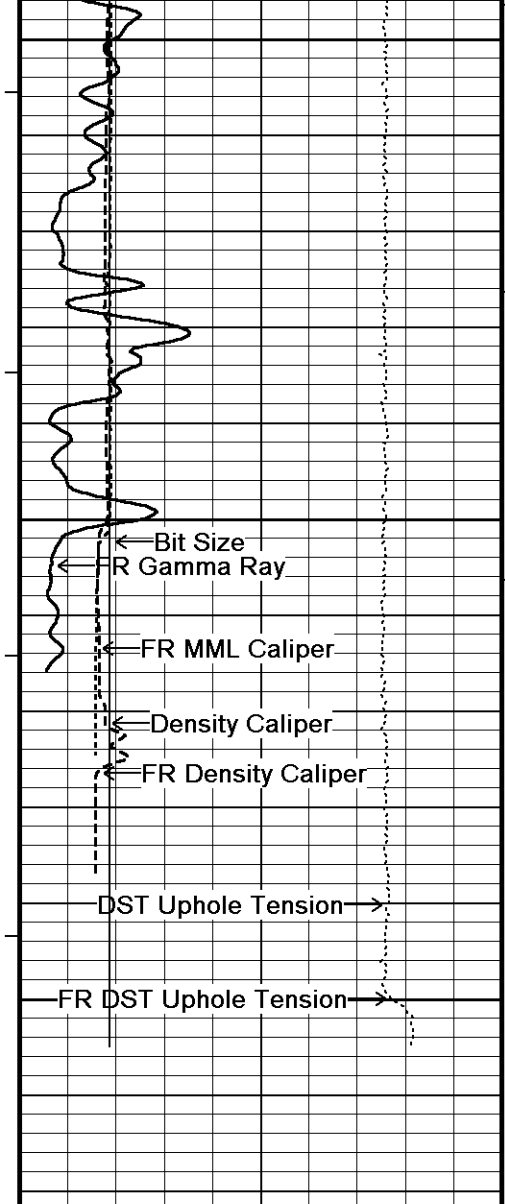 Bit Size
R Gamma Ray
FR MML Caliper
Density Caliper
FR Density Caliper
DST Uphole Tension
FR DST Uphole Tension